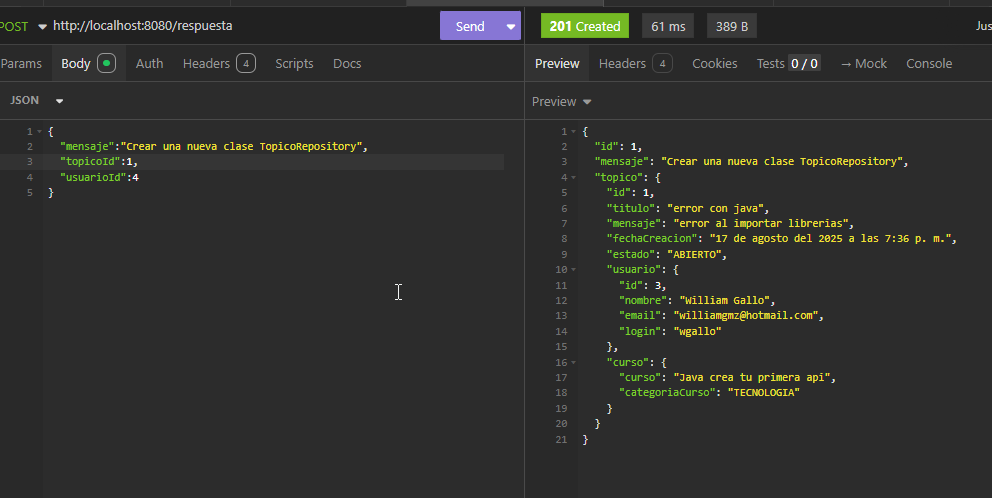 POST http://localhost:8080/respuesta Send 201 Created 61 ms 389 B Jus
Params Body Auth Headers 4 Scripts Docs
Preview Headers 4 Cookies Tests 0 / 0 → Mock Console
JSON
Preview
1 {
2 "mensaje":"Crear una nueva clase TopicoRepository",
3 "topicoId":1,
4 "usuarioId":4
5 }
1 {
2 "id": 1,
3 "mensaje": "Crear una nueva clase TopicoRepository",
4 "topico": {
5 "id": 1,
6 "titulo": "error con java",
7 "mensaje": "error al importar librerias",
8 "fechaCreacion": "17 de agosto del 2025 a las 7:36 p. m.",
9 "estado": "ABIERTO",
10 "usuario": {
11 "id": 3,
12 "nombre": "William Gallo",
13 "email": "williamgmz@hotmail.com",
14 "login": "wgallo"
15 },
16 "curso": {
17 "curso": "Java crea tu primera api",
18 "categoriaCurso": "TECNOLOGIA"
19 }
20 }
21 }